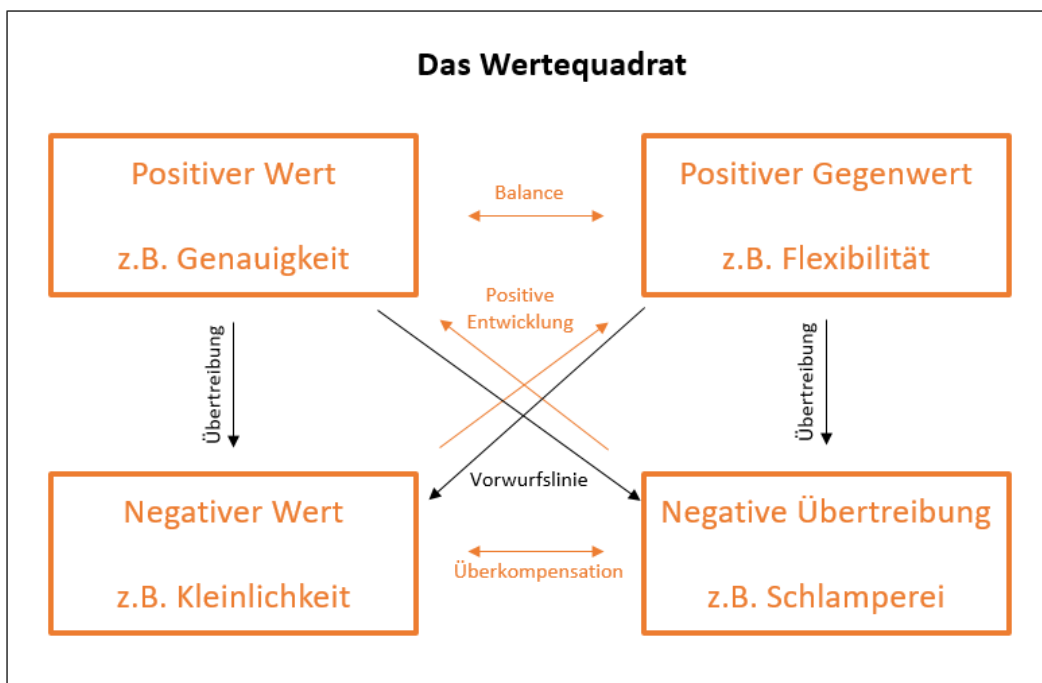 Das Wertequadrat
Positiver Wert
z.B. Genauigkeit
Balance
Positiver Gegenwert
z.B. Flexibilität
Positive
Entwicklung
Übertreibung
Übertreibung
Vorwurfslinie
Negativer Wert
z.B. Kleinlichkeit
Überkompensation
Negative Übertreibung
z.B. Schlamperei